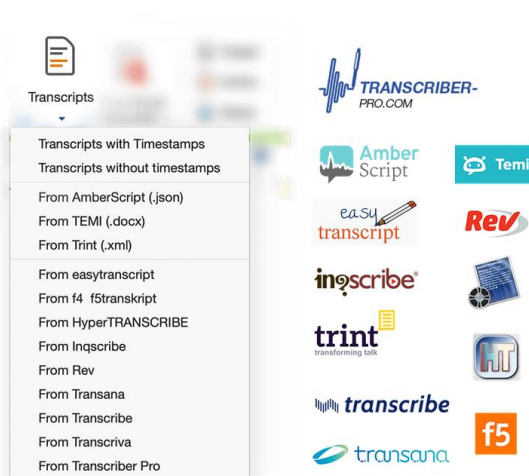 Transcripts
Transcripts with Timestamps
Transcripts without timestamps
From AmberScript (.json)
From TEMI (.docx)
From Trint (.xml)
From easytranscript
From f4 f5transkript
From HyperTRANSCRIBE
From Inqscribe
From Rev
From Transana
From Transcribe
From Transcriva
From Transcriber Pro
TRANSCRIBER-
PRO.COM
Amber
Script
Temi
easy
transcript
Rev
inqscribe®
trint
transforming talk
HT
transcribe
f5
transana